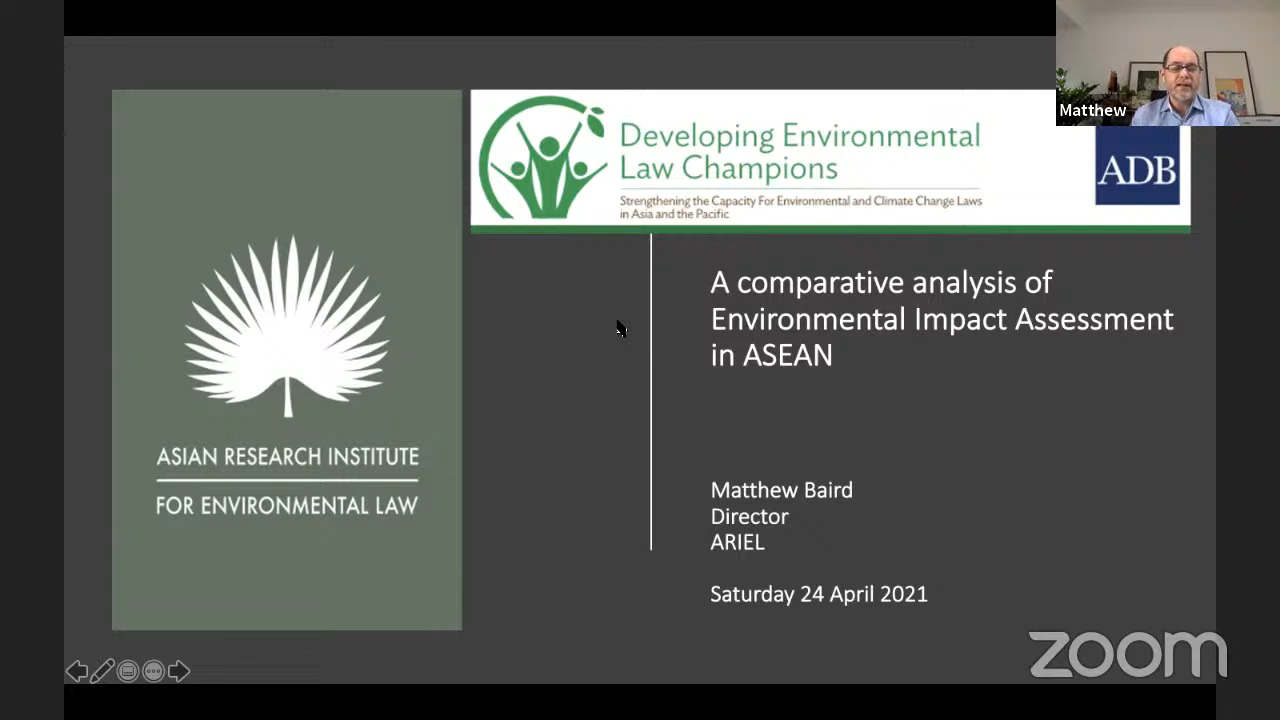 Matthew
Developing Environmental
Law Champions
Strengthening the Capacity For Environmental and Climate Change Laws
in Asia and the Pacific
ADB
A comparative analysis of
Environmental Impact Assessment
in ASEAN
ASIAN RESEARCH INSTITUTE
FOR ENVIRONMENTAL LAW
Matthew Baird
Director
ARIEL
Saturday 24 April 2021
zoom